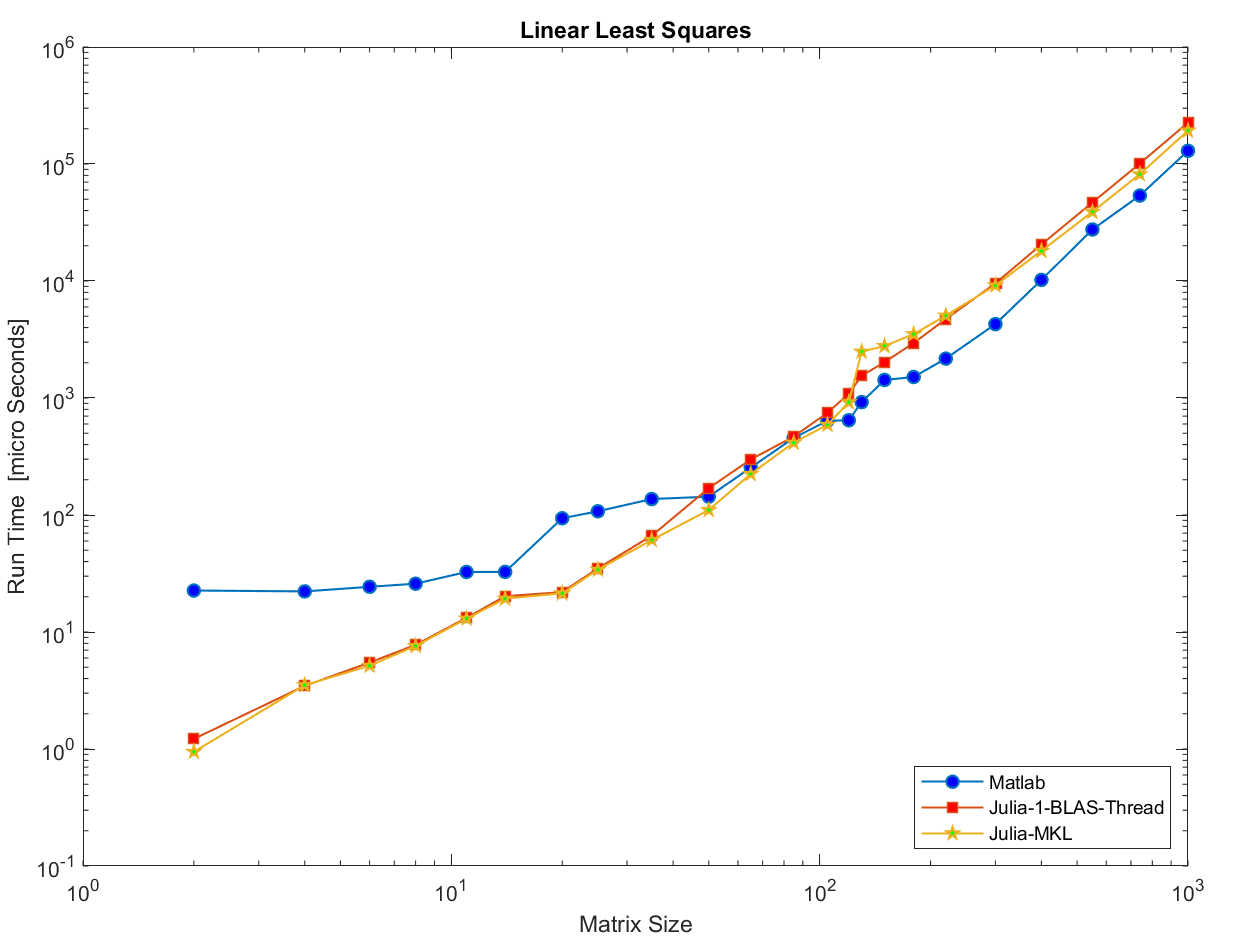 Linear Least Squares
10^6
10^5
10^4
10^3
10^2
10^1
10^0
10^-1
Run Time  [micro Seconds]
Matlab
Julia-1-BLAS-Thread
Julia-MKL
10^0 10^1 10^2 10^3
Matrix Size